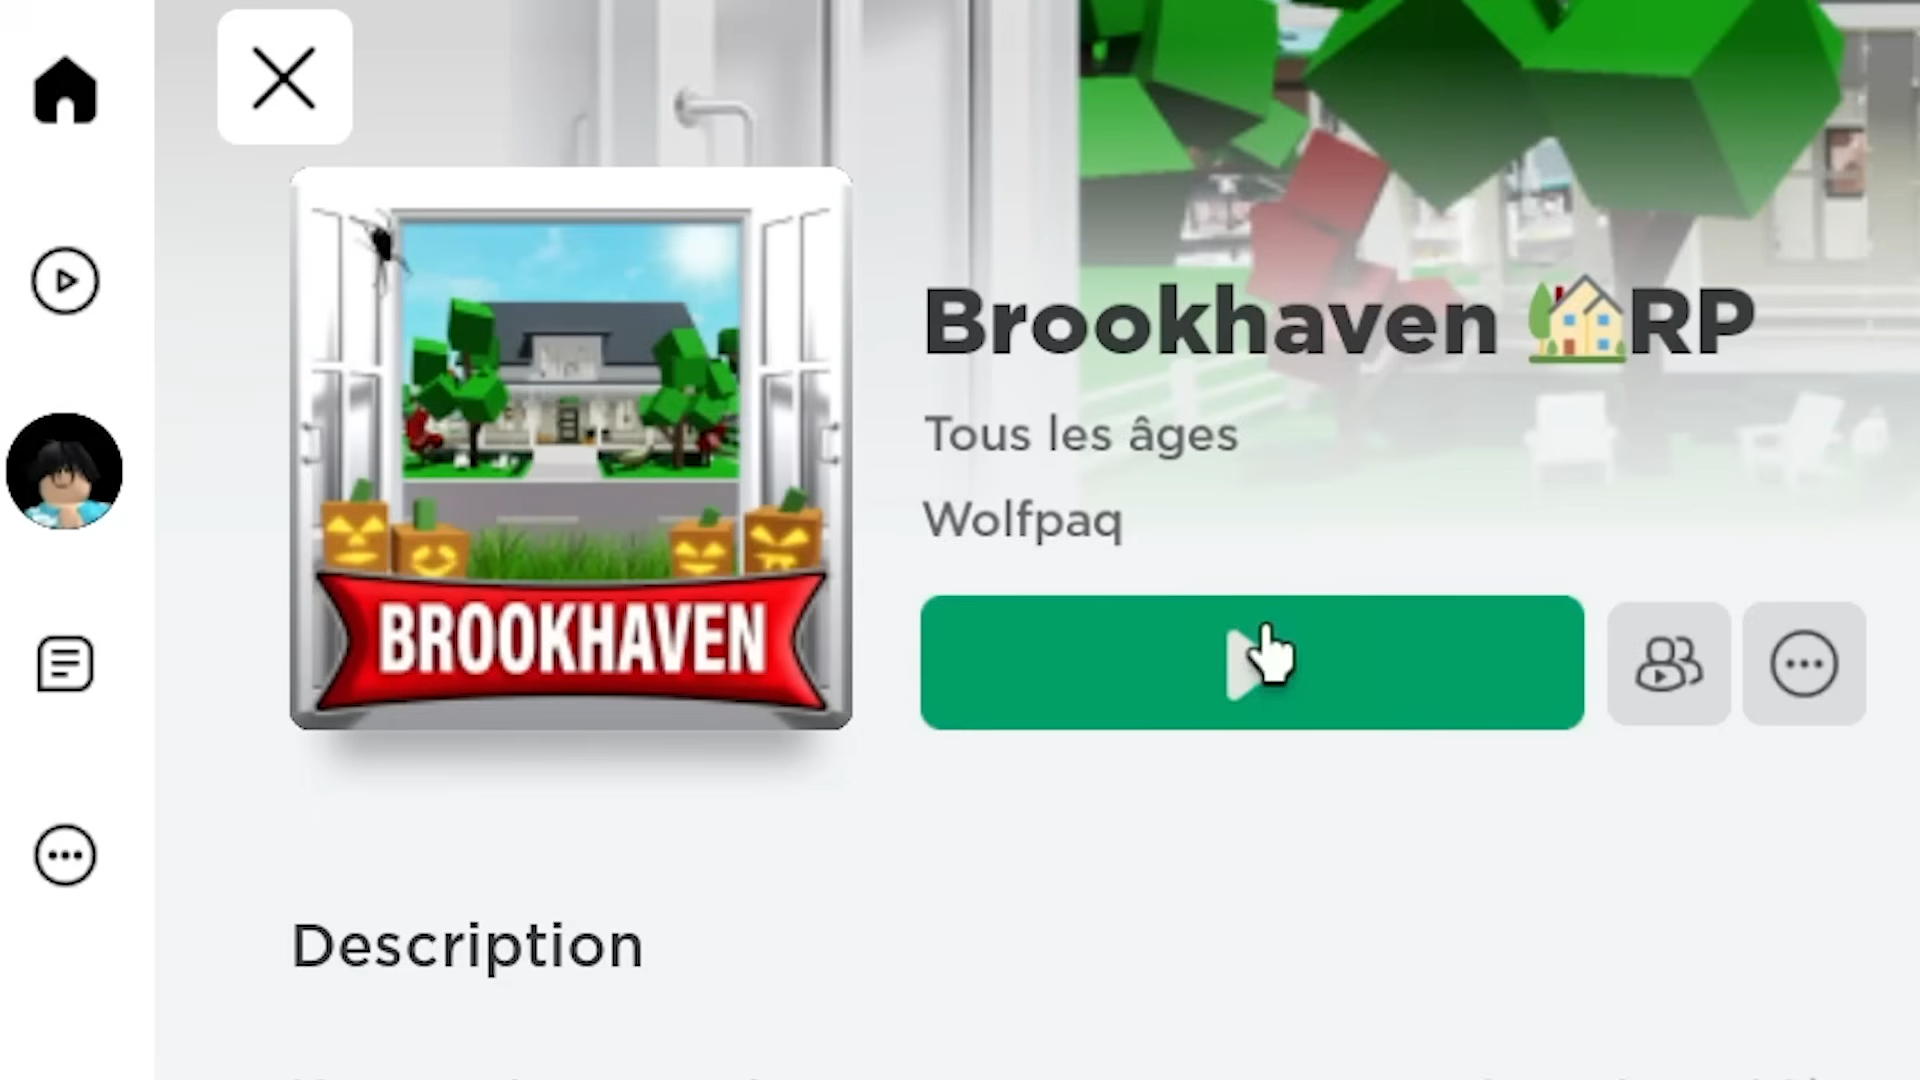 Brookhaven 🏡RP
Tous les âges
Wolfpaq
BROOKHAVEN
Description